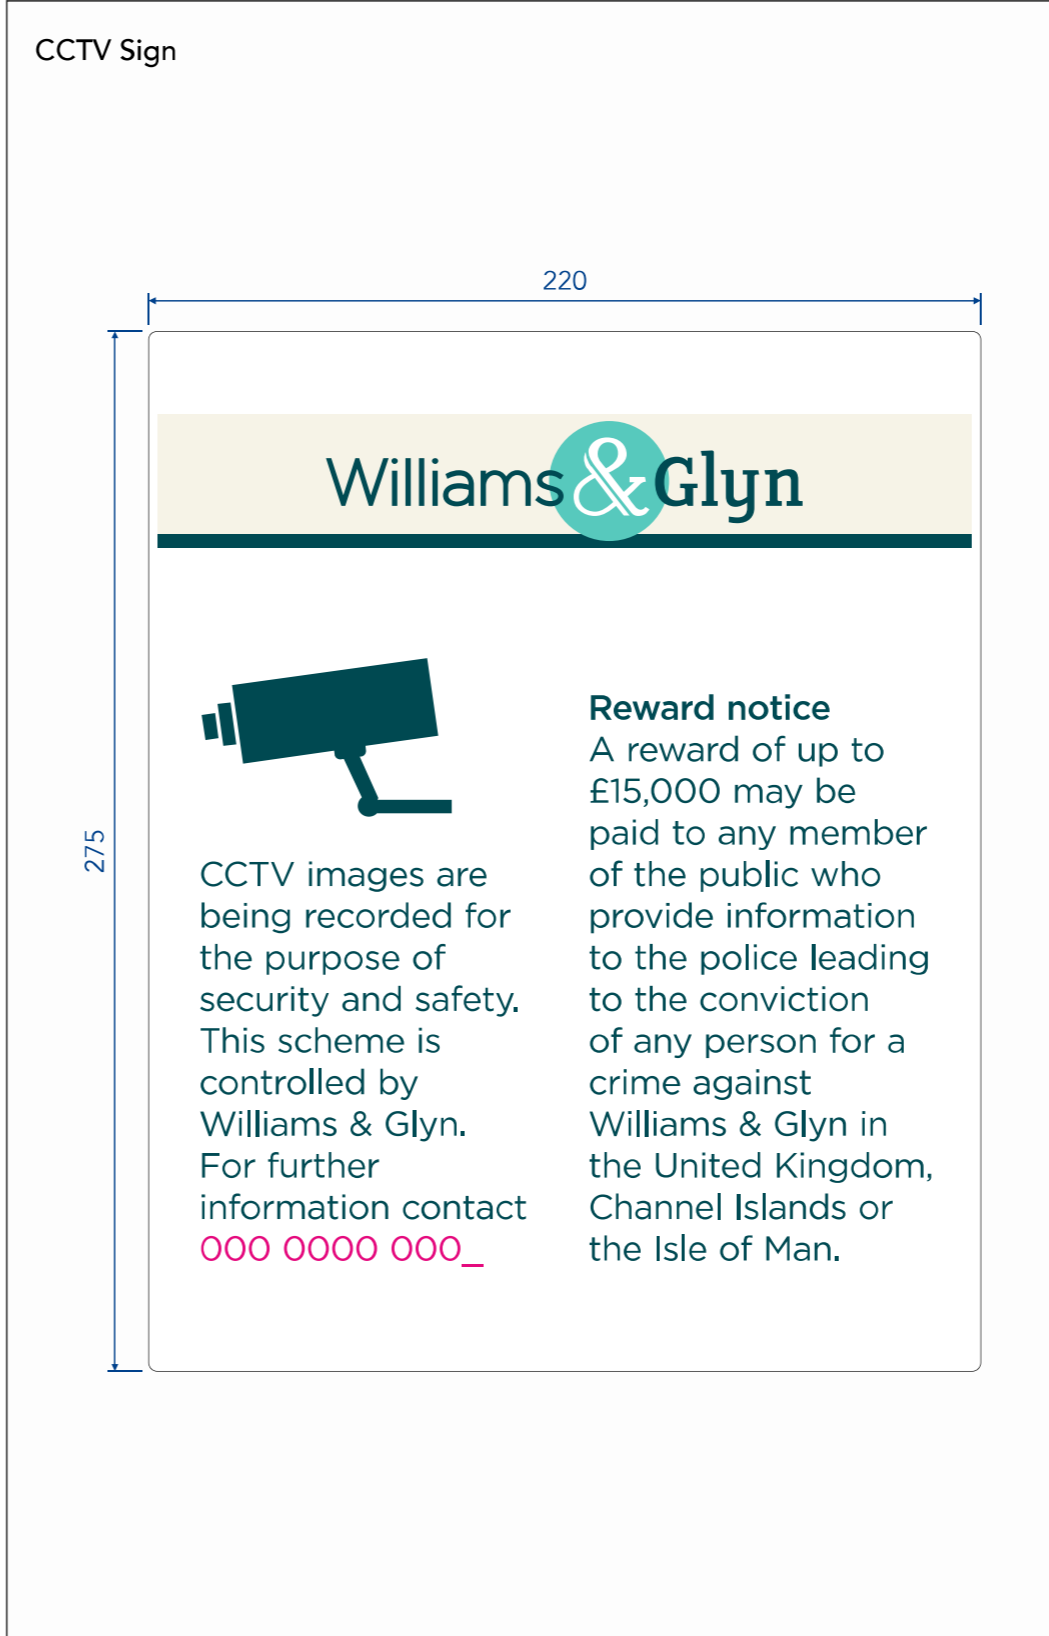 CCTV Sign
220
275
Williams & Glyn
CCTV images are
being recorded for
the purpose of
security and safety.
This scheme is
controlled by
Williams & Glyn.
For further
information contact
000 0000 000_
Reward notice
A reward of up to
£15,000 may be
paid to any member
of the public who
provide information
to the police leading
to the conviction
of any person for a
crime against
Williams & Glyn in
the United Kingdom,
Channel Islands or
the Isle of Man.